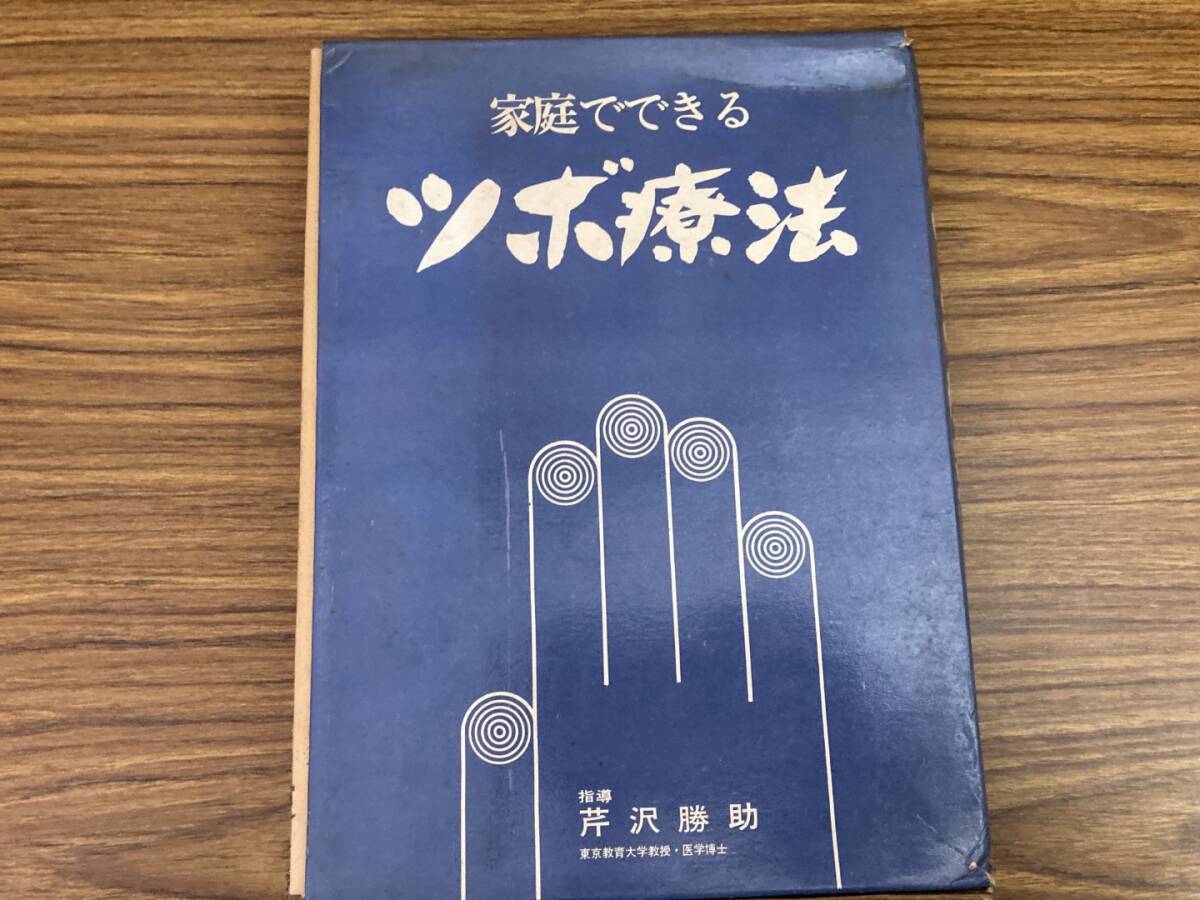 家庭でできる
ツボ療法
指導
芹沢勝助
東京教育大学教授・医学博士